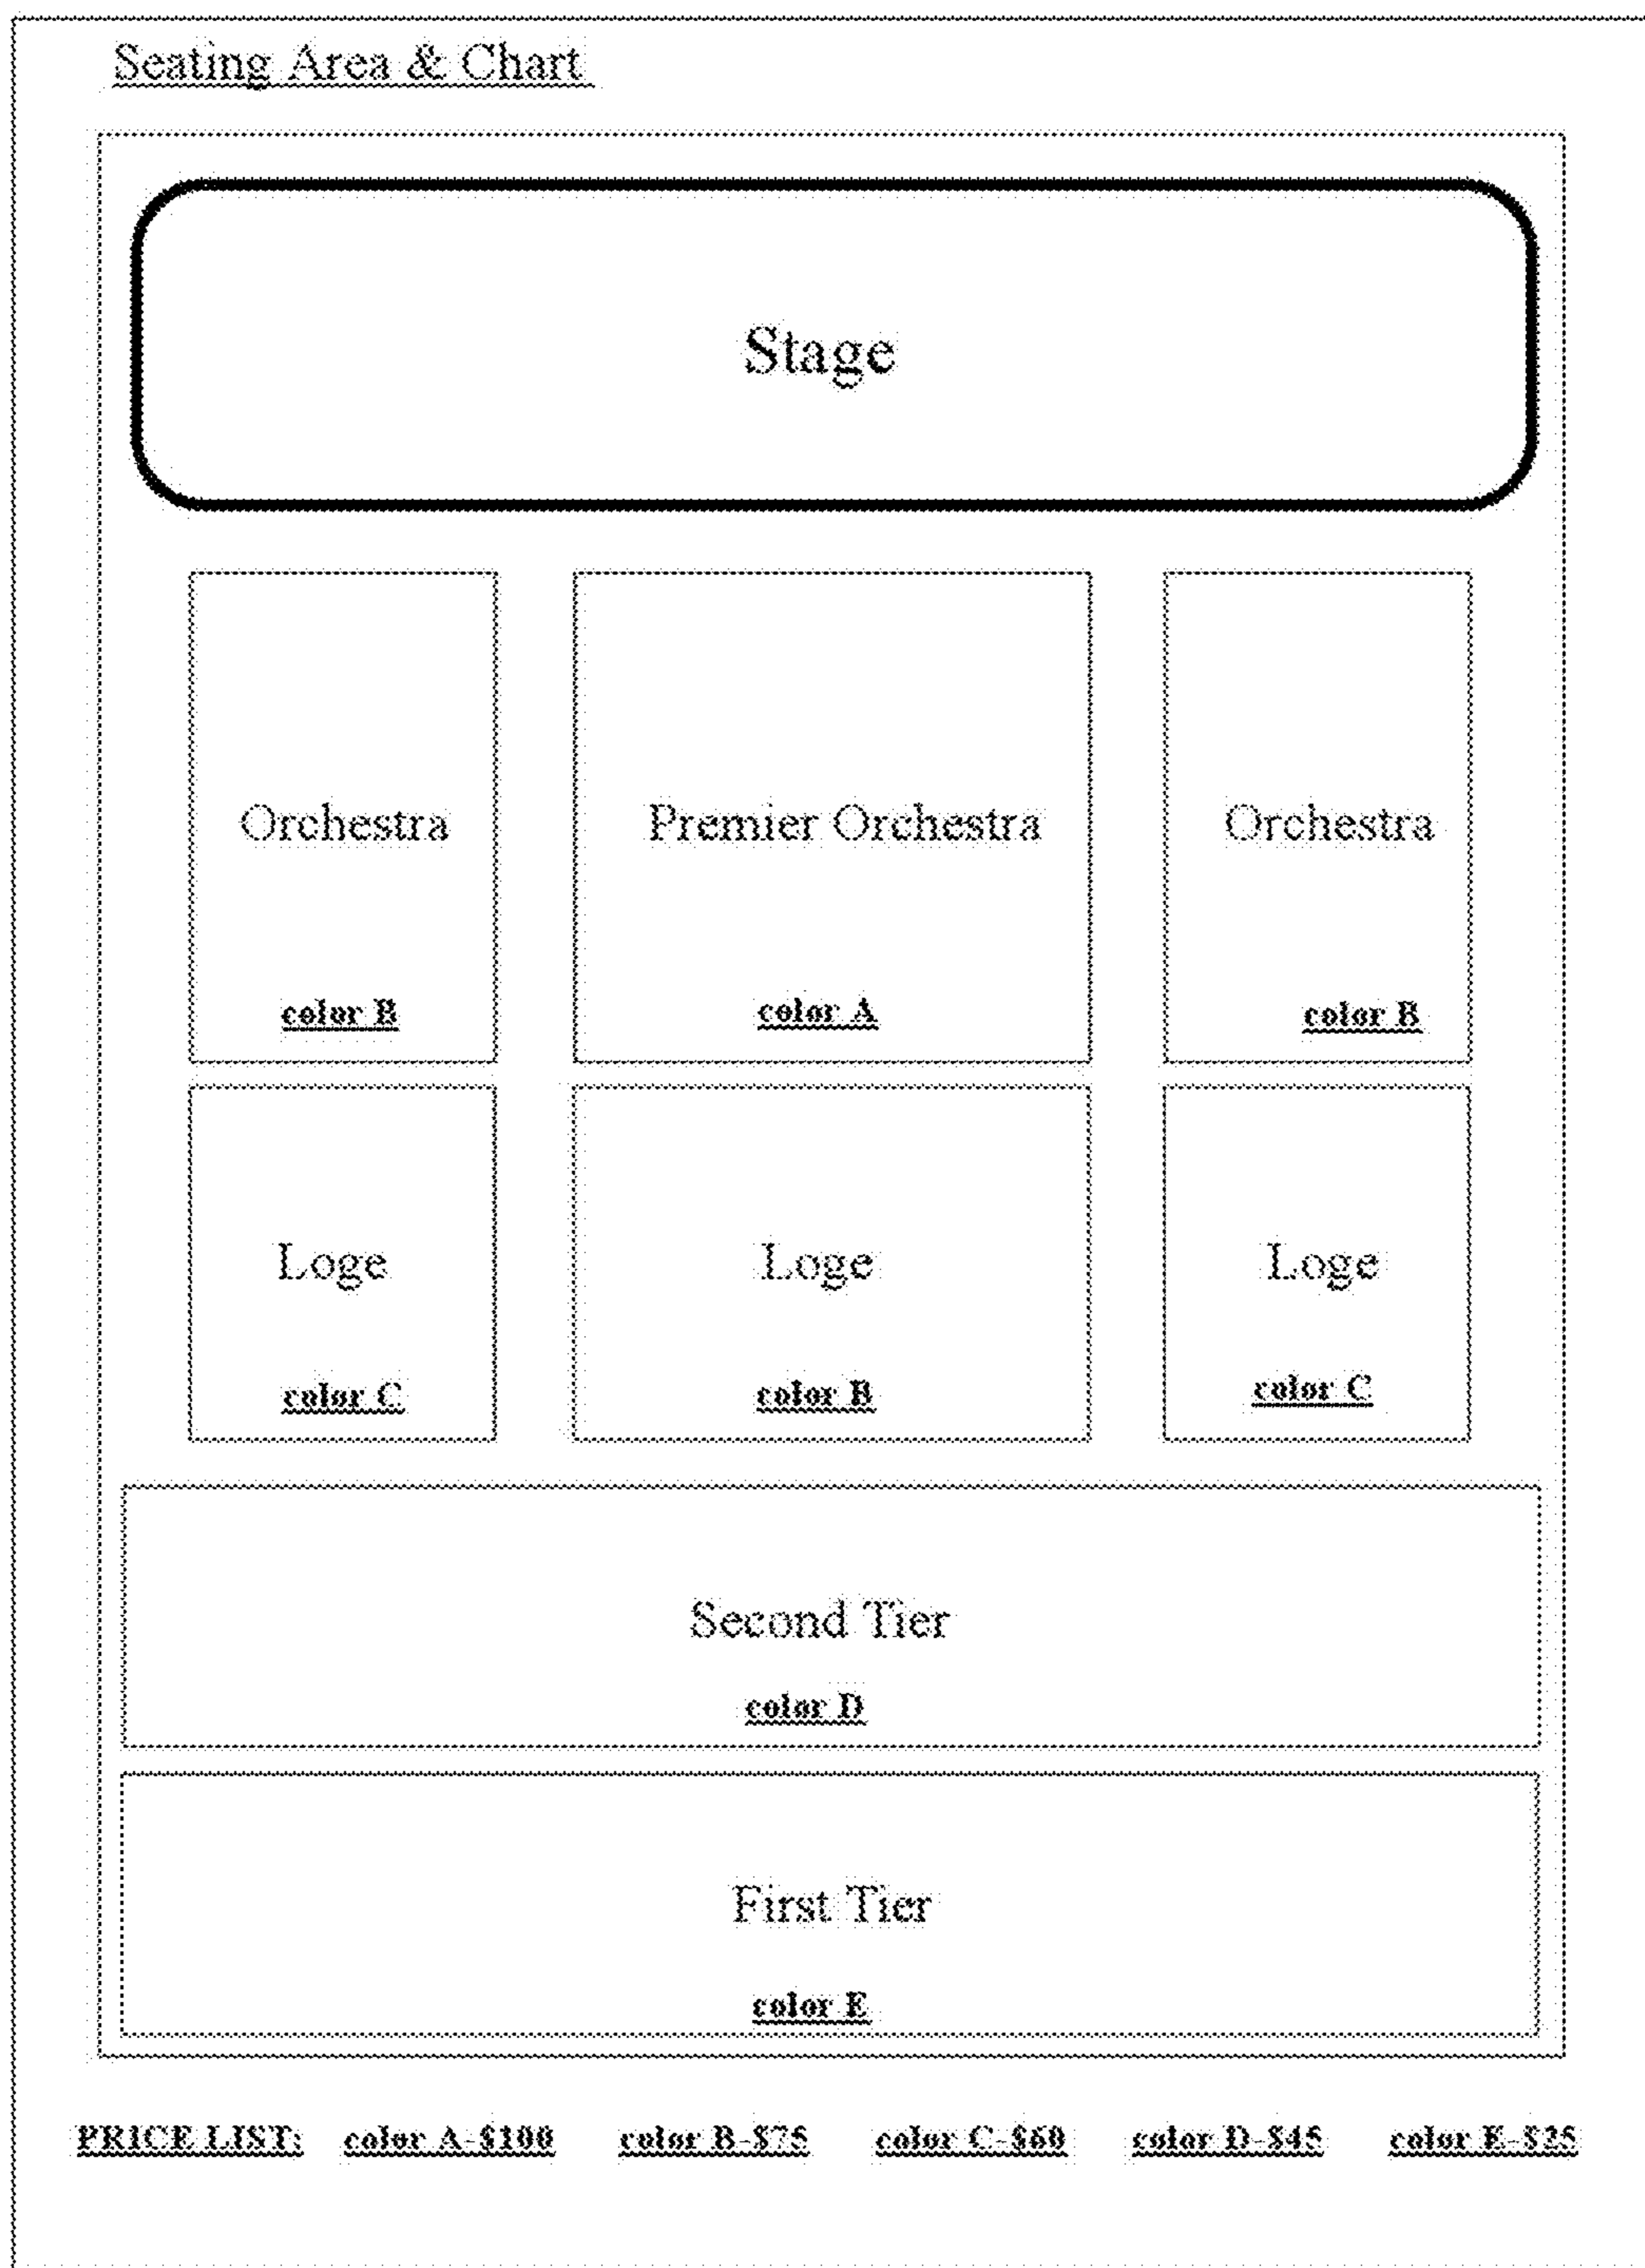 Seating Area & Chart
Stage
Orchestra Premier Orchestra Orchestra
color B color A color B
Loge Loge Loge
color C color B color C
Second Tier
color D
First Tier
color E
PRICE LIST: color A-$100 color B-$75 color C-$60 color D-$45 color E-$25